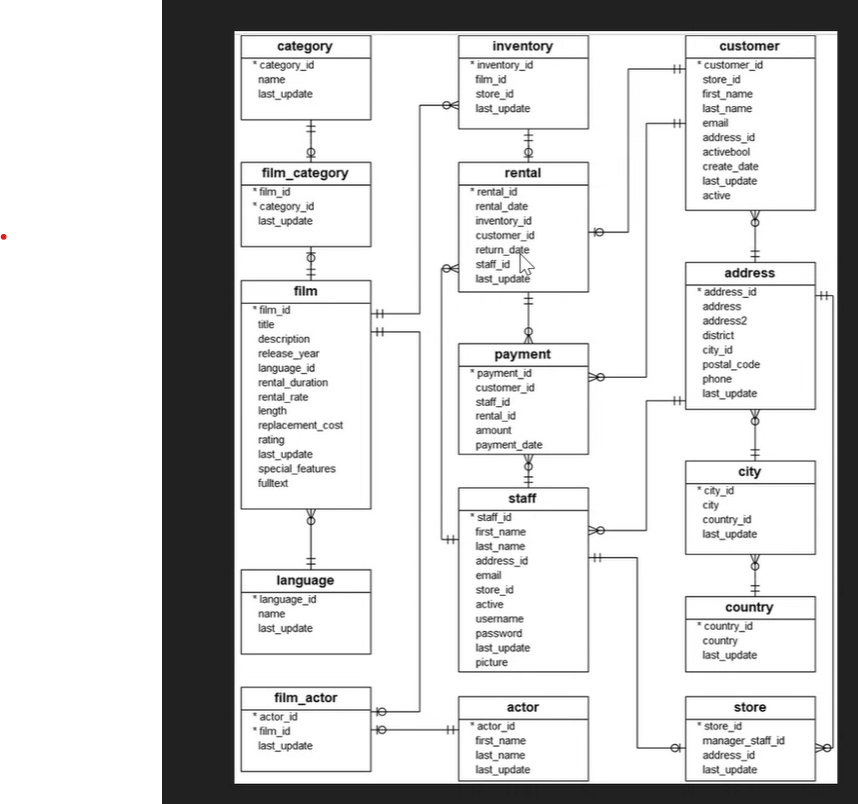 category
* category_id
name
last_update
film_category
* film_id
* category_id
last_update
film
* film_id
title
description
release_year
language_id
rental_duration
rental_rate
length
replacement_cost
rating
last_update
special_features
fulltext
language
* language_id
name
last_update
film_actor
* actor_id
* film_id
last_update
inventory
* inventory_id
film_id
store_id
last_update
rental
* rental_id
rental_date
inventory_id
customer_id
return_date
staff_id
last_update
payment
* payment_id
customer_id
staff_id
rental_id
amount
payment_date
staff
* staff_id
first_name
last_name
address_id
email
store_id
active
username
password
last_update
picture
actor
* actor_id
first_name
last_name
last_update
customer
* customer_id
store_id
first_name
last_name
email
address_id
activebool
create_date
last_update
active
address
* address_id
address
address2
district
city_id
postal_code
phone
last_update
city
* city_id
city
country_id
last_update
country
* country_id
country
last_update
store
* store_id
manager_staff_id
address_id
last_update